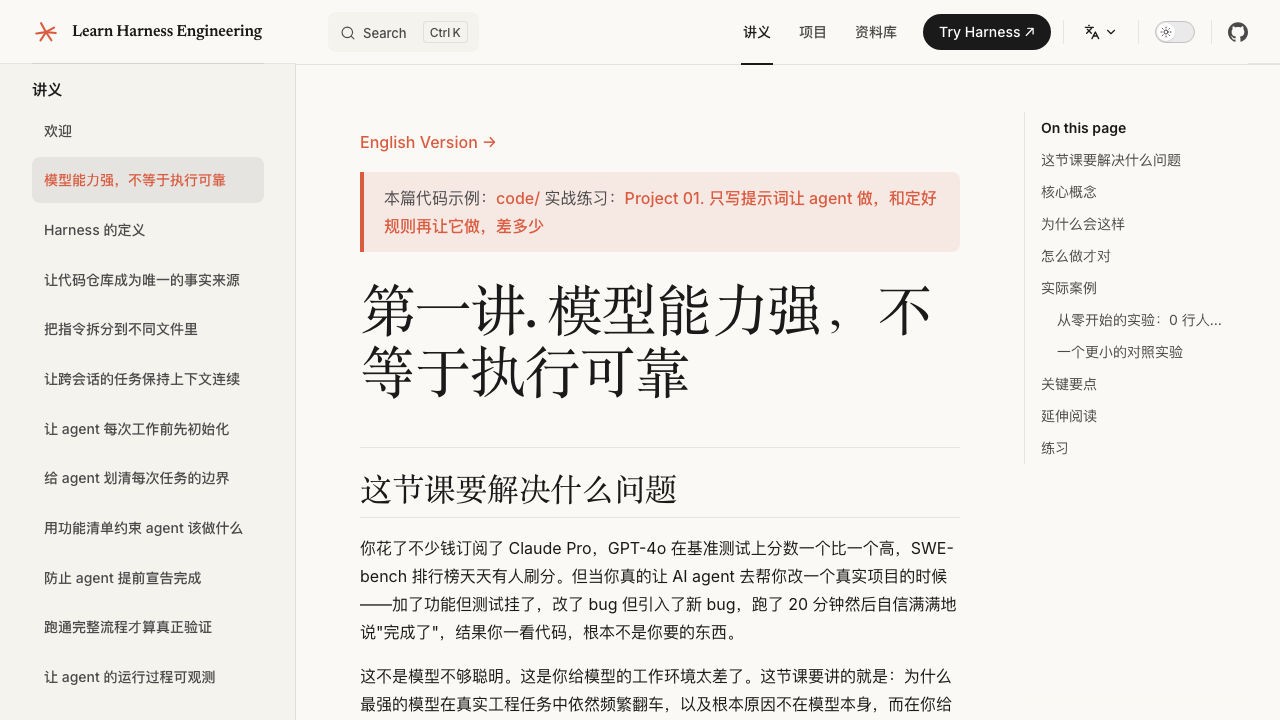 Learn Harness Engineering
Search
Ctrl K
讲义
项目
资料库
Try Harness ↗
讲义
欢迎
模型能力强，不等于执行可靠
Harness 的定义
让代码仓库成为唯一的事实来源
把指令拆分到不同文件里
让跨会话的任务保持上下文连续
让 agent 每次工作前先初始化
给 agent 划清每次任务的边界
用功能清单约束 agent 该做什么
防止 agent 提前宣告完成
跑通完整流程才算真正验证
让 agent 的运行过程可观测
English Version →
本篇代码示例：code/ 实战练习：Project 01. 只写提示词让 agent 做，和定好
规则再让它做，差多少
第一讲. 模型能力强，不
等于执行可靠
这节课要解决什么问题
你花了不少钱订阅了 Claude Pro，GPT-4o 在基准测试上分数一个比一个高，SWE-
bench 排行榜天天有人刷分。但当你真的让 AI agent 去帮你改一个真实项目的时候
——加了功能但测试挂了，改了 bug 但引入了新 bug，跑了 20 分钟然后自信满满地
说"完成了"，结果你一看代码，根本不是你要的东西。
这不是模型不够聪明。这是你给模型的工作环境太差了。这节课要讲的就是：为什么
最强的模型在真实工程任务中依然频繁翻车，以及根本原因不在模型本身，而在你给
On this page
这节课要解决什么问题
核心概念
为什么会这样
怎么做才对
实际案例
从零开始的实验：0 行人...
一个更小的对照实验
关键要点
延伸阅读
练习